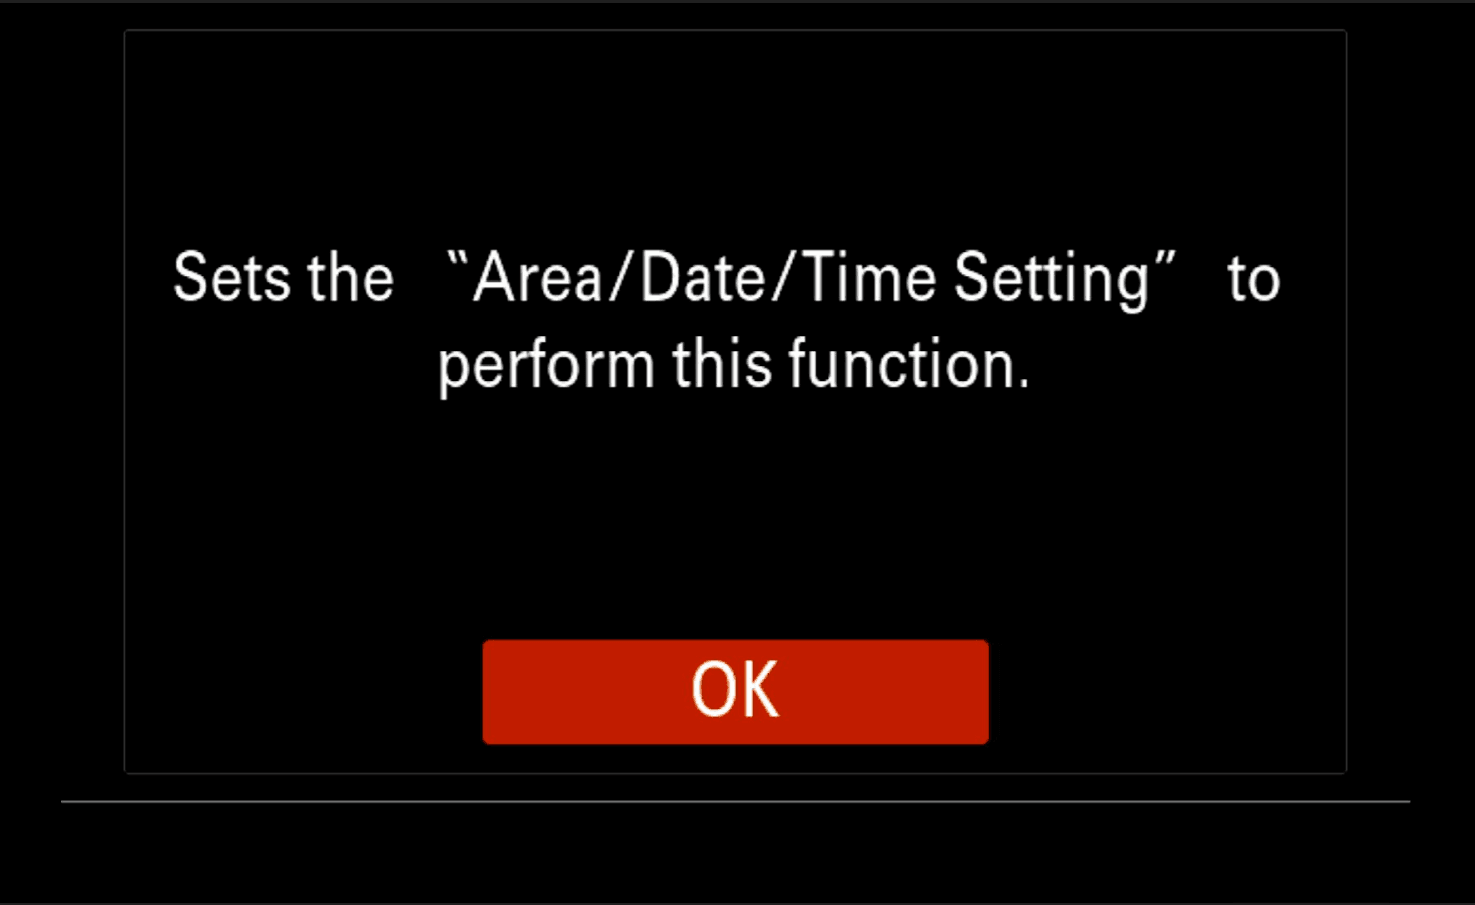 Sets the “Area/Date/Time Setting” to
perform this function.
OK